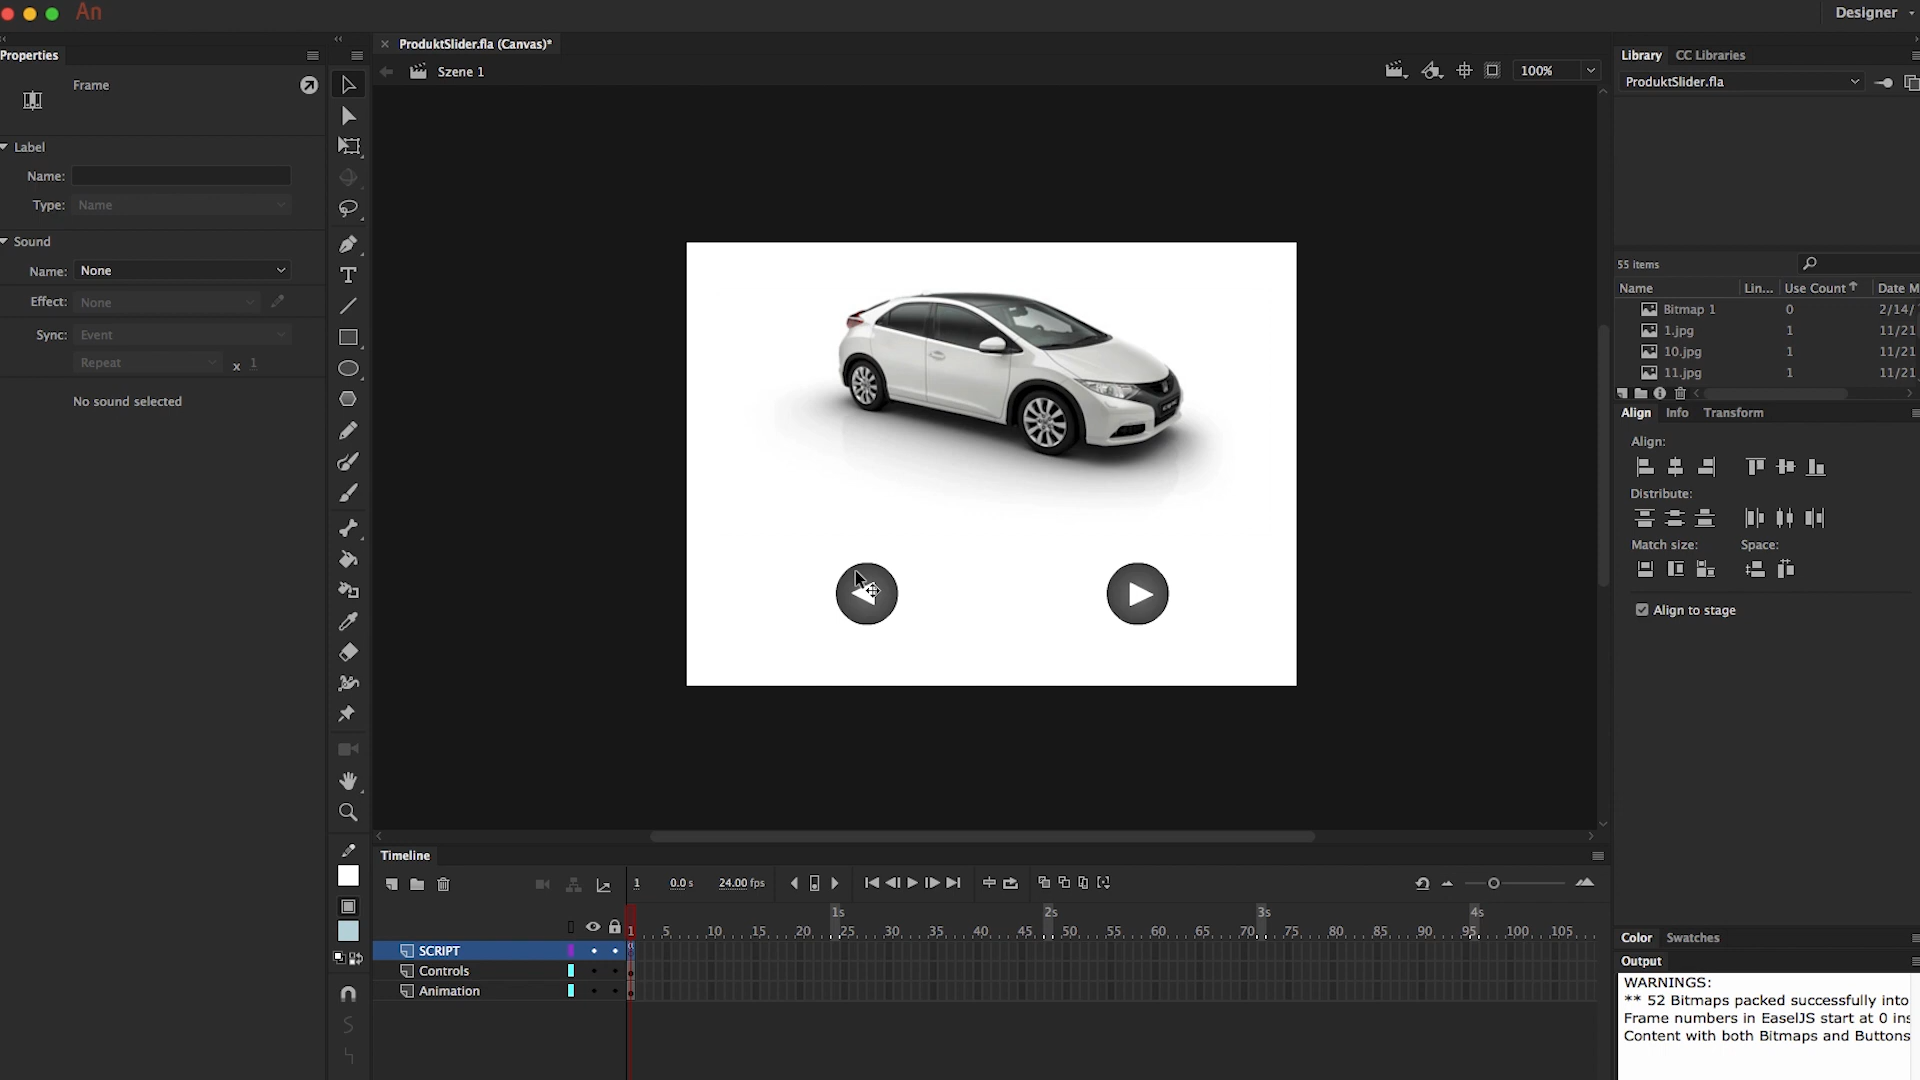 An
Designer
Properties
ProduktSlider.fla (Canvas)*
Library
CC Libraries
Szene 1
100%
ProduktSlider.fla
Frame
Label
Name:
Type:
Name
Sound
Name:
None
Effect:
None
Sync:
Event
Repeat
x
1
No sound selected
55 items
Name
Lin...
Use Count
Date M
Bitmap 1
0
2/14/
1.jpg
1
11/21
10.jpg
1
11/21
11.jpg
1
11/21
Align
Info
Transform
Align:
Distribute:
Match size:
Space:
Align to stage
Timeline
1
0.0 s
24.00 fps
1s
2s
3s
4s
1
5
10
15
20
25
30
35
40
45
50
55
60
65
70
75
80
85
90
95
100
105
SCRIPT
Controls
Animation
Color
Swatches
Output
WARNINGS:
** 52 Bitmaps packed successfully into
Frame numbers in EaselJS start at 0 ins
Content with both Bitmaps and Buttons